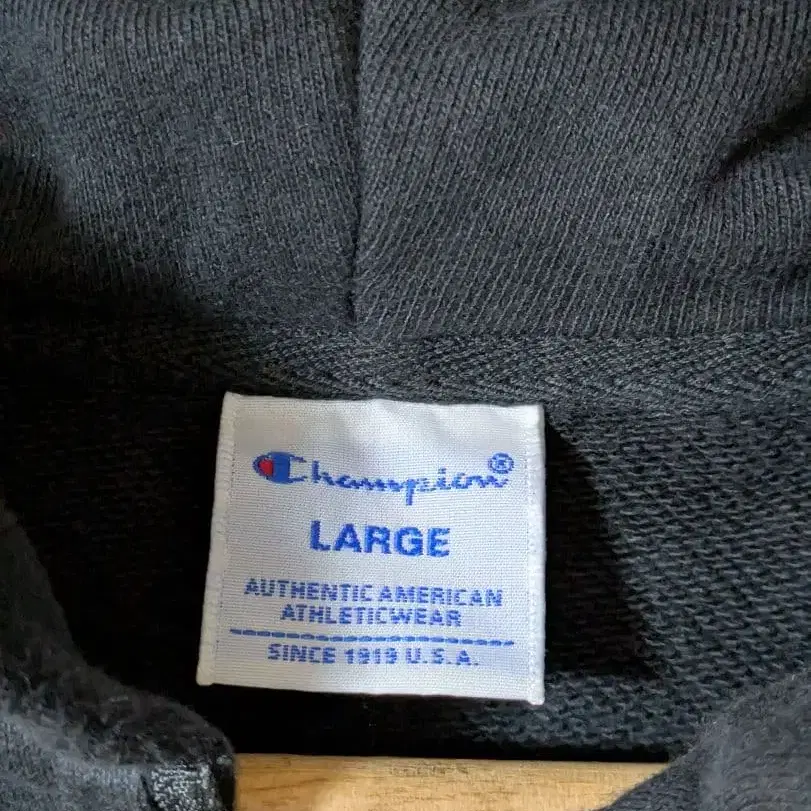 Champion®
LARGE
AUTHENTIC AMERICAN
ATHLETICWEAR
SINCE 1919 U.S.A.